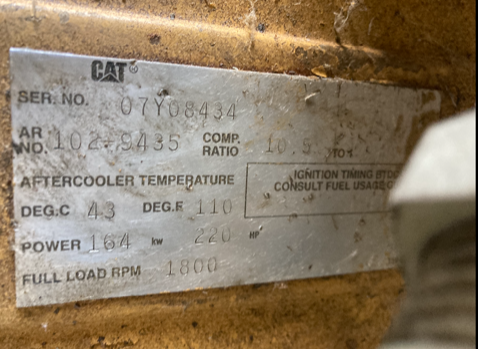 CAT®
SER. NO. 07Y08434
AR NO. 102-9435 COMP. RATIO 10.5 TO 1
AFTERCOOLER TEMPERATURE
IGNITION TIMING BTDC
CONSULT FUEL USAGE
DEG.C 43 DEG.F 110
POWER 164 kw 220 HP
FULL LOAD RPM 1800